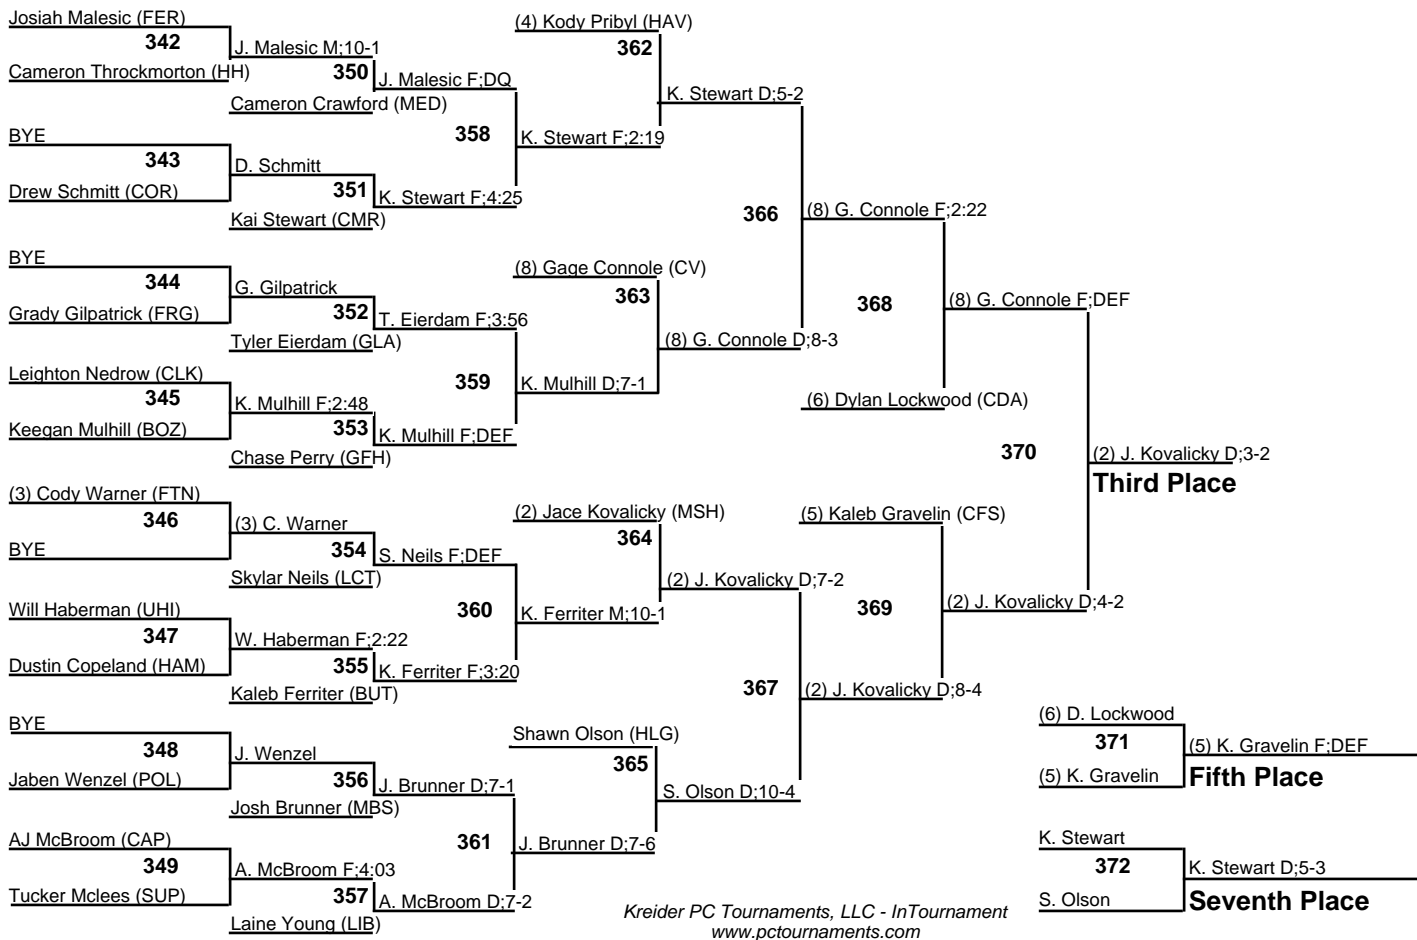 Josiah Malesic (FER)
342
J. Malesic M;10-1
Cameron Throckmorton (HH)
350
J. Malesic F;DQ
Cameron Crawford (MED)
358
K. Stewart F;2:19
BYE
343
D. Schmitt
Drew Schmitt (COR)
351
K. Stewart F;4:25
Kai Stewart (CMR)
(4) Kody Pribyl (HAV)
362
K. Stewart D;5-2
366
(8) G. Connole F;2:22
BYE
344
G. Gilpatrick
Grady Gilpatrick (FRG)
352
T. Eierdam F;3:56
Tyler Eierdam (GLA)
359
K. Mulhill D;7-1
Leighton Nedrow (CLK)
345
K. Mulhill F;2:48
Keegan Mulhill (BOZ)
353
K. Mulhill F;DEF
Chase Perry (GFH)
(8) Gage Connole (CV)
363
(8) G. Connole D;8-3
368
(8) G. Connole F;DEF
(6) Dylan Lockwood (CDA)
370
(2) J. Kovalicky D;3-2
Third Place
(3) Cody Warner (FTN)
346
(3) C. Warner
BYE
354
S. Neils F;DEF
Skylar Neils (LCT)
360
K. Ferriter M;10-1
Will Haberman (UHI)
347
W. Haberman F;2:22
Dustin Copeland (HAM)
355
K. Ferriter F;3:20
Kaleb Ferriter (BUT)
(2) Jace Kovalicky (MSH)
364
(2) J. Kovalicky D;7-2
(5) Kaleb Gravelin (CFS)
369
(2) J. Kovalicky D;4-2
367
(2) J. Kovalicky D;8-4
BYE
348
J. Wenzel
Jaben Wenzel (POL)
356
J. Brunner D;7-1
Josh Brunner (MBS)
361
J. Brunner D;7-6
AJ McBroom (CAP)
349
A. McBroom F;4:03
Tucker Mclees (SUP)
357
A. McBroom D;7-2
Laine Young (LIB)
Shawn Olson (HLG)
365
S. Olson D;10-4
(6) D. Lockwood
371
(5) K. Gravelin F;DEF
(5) K. Gravelin
Fifth Place
K. Stewart
372
K. Stewart D;5-3
S. Olson
Seventh Place
Kreider PC Tournaments, LLC - InTournament
www.pctournaments.com